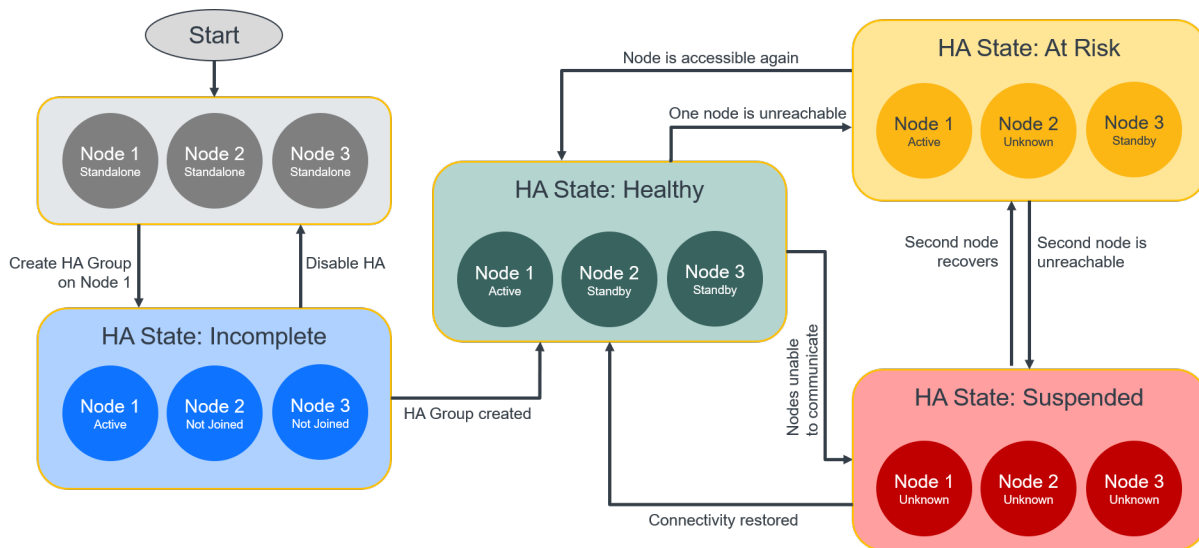 Start
Node 1
Standalone
Node 2
Standalone
Node 3
Standalone
Create HA Group
on Node 1
Disable HA
HA State: Incomplete
Node 1
Active
Node 2
Not Joined
Node 3
Not Joined
HA Group created
HA State: Healthy
Node 1
Active
Node 2
Standby
Node 3
Standby
Node is accessible again
One node is unreachable
HA State: At Risk
Node 1
Active
Node 2
Unknown
Node 3
Standby
Second node
recovers
Second node is
unreachable
Nodes unable
to communicate
Connectivity restored
HA State: Suspended
Node 1
Unknown
Node 2
Unknown
Node 3
Unknown